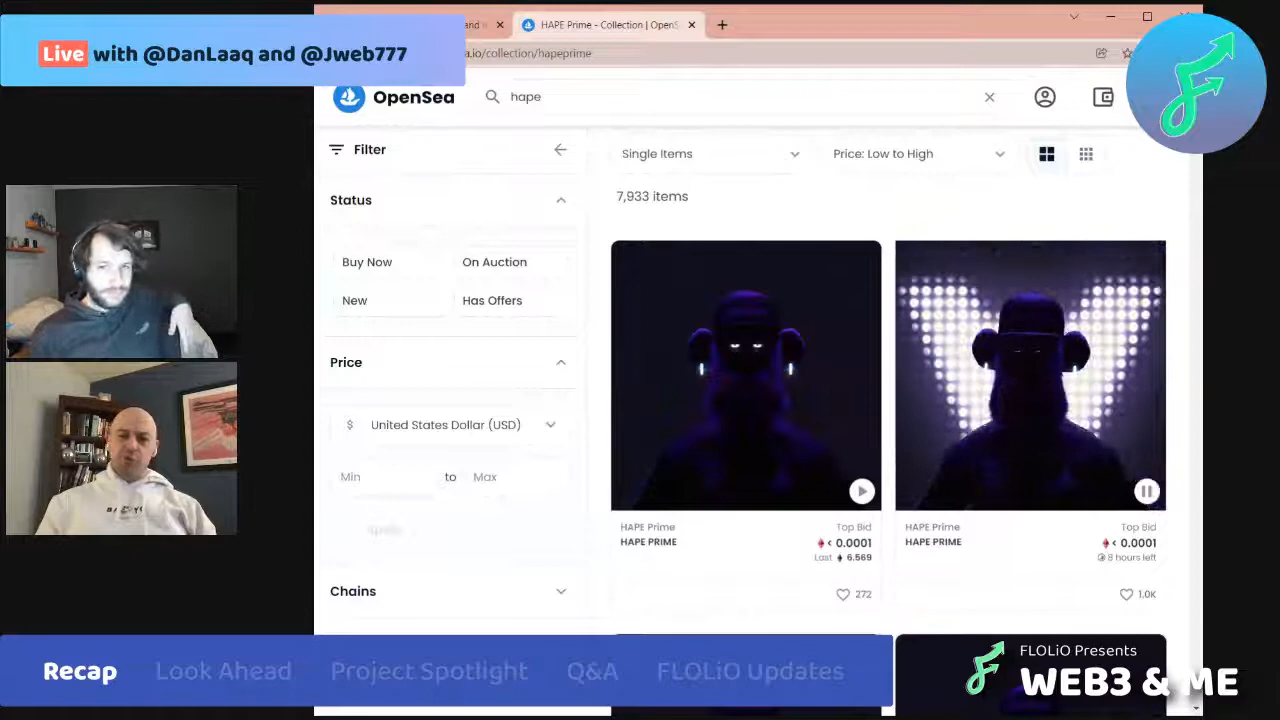 Live with @DanLaaq and @Jweb777
HAPE Prime - Collection | OpenS
a.io/collection/hapeprime
OpenSea
hape
Filter
Single Items
Price: Low to High
7,933 items
Status
Buy Now
On Auction
New
Has Offers
Price
$ United States Dollar (USD)
Min
to
Max
Chains
HAPE Prime
Top Bid
HAPE PRIME
< 0.0001
Last 6.569
272
HAPE Prime
Top Bid
HAPE PRIME
< 0.0001
8 hours left
1.0K
Recap Look Ahead Project Spotlight Q&A FLOLiO Updates
FLOLiO Presents
WEB3 & ME